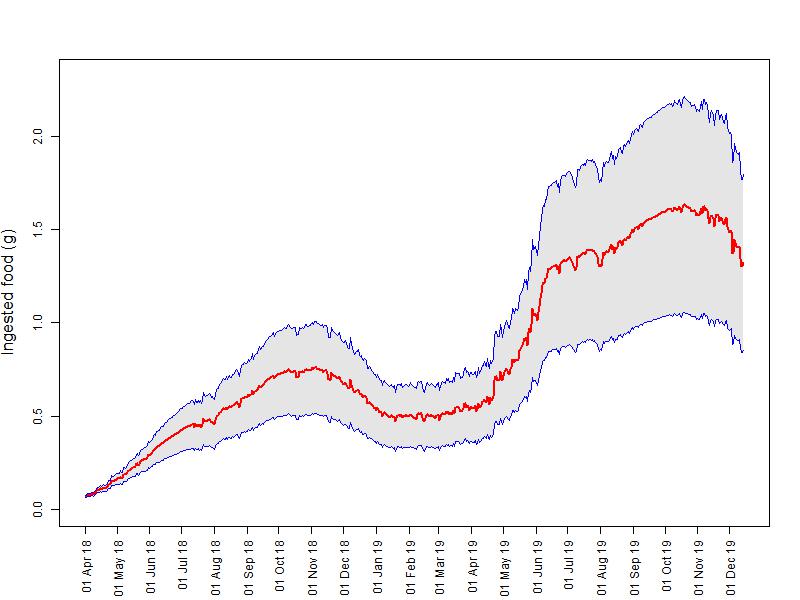 Ingested food (g)
2.0
1.5
1.0
0.5
0.0
01 Apr 18
01 May 18
01 Jun 18
01 Jul 18
01 Aug 18
01 Sep 18
01 Oct 18
01 Nov 18
01 Dec 18
01 Jan 19
01 Feb 19
01 Mar 19
01 Apr 19
01 May 19
01 Jun 19
01 Jul 19
01 Aug 19
01 Sep 19
01 Oct 19
01 Nov 19
01 Dec 19